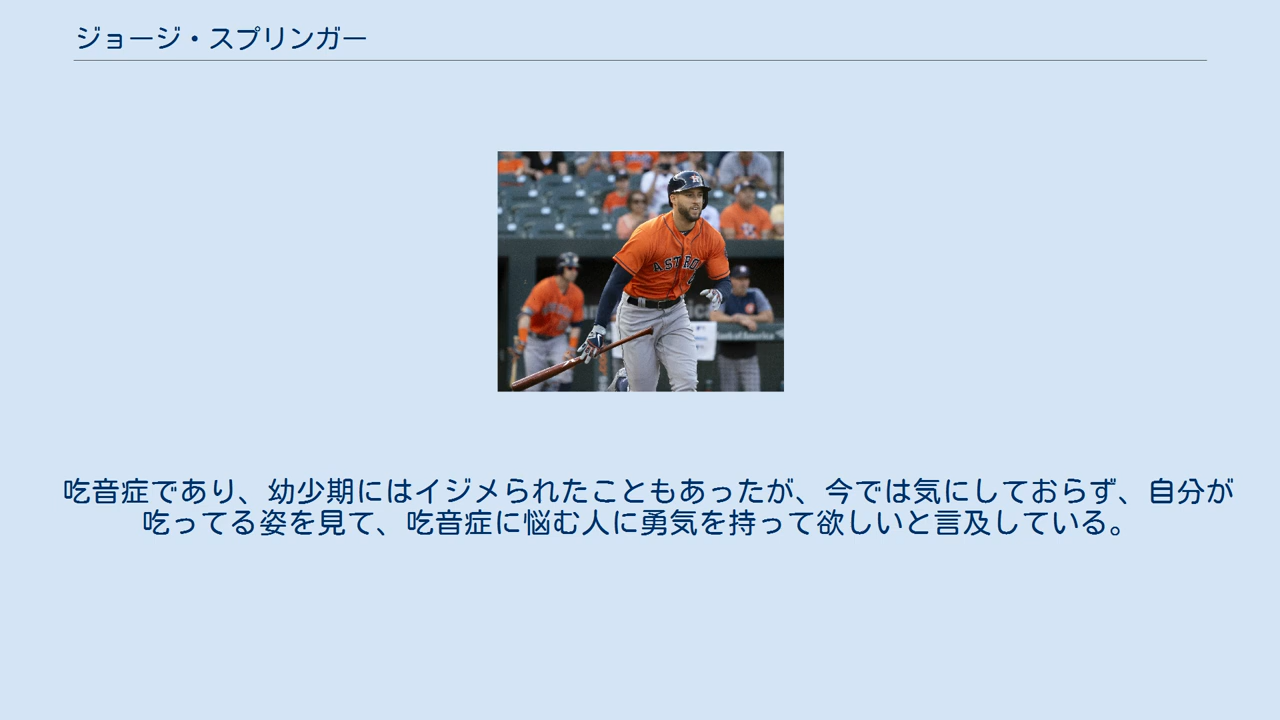 ジョージ・スプリンガー
ASTRO
吃音症であり、幼少期にはイジメられたこともあったが、今では気にしておらず、自分が
吃ってる姿を見て、吃音症に悩む人に勇気を持って欲しいと言及している。